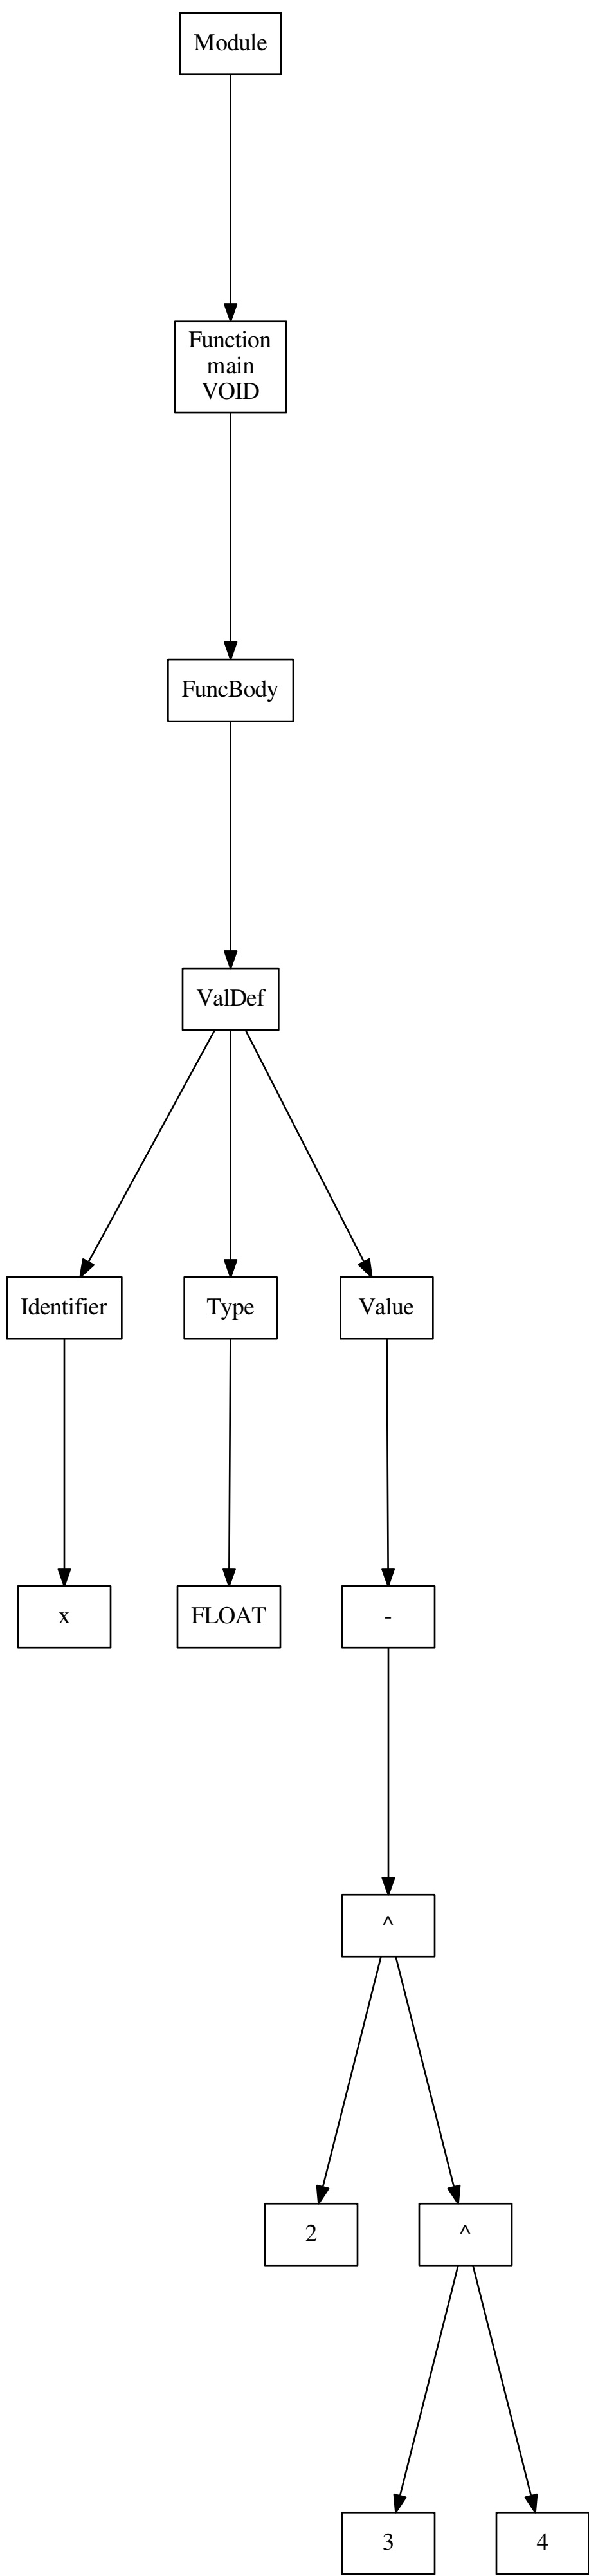 Module
Function
main
VOID
FuncBody
ValDef
Identifier
Type
Value
x
FLOAT
-
^
2
^
3
4